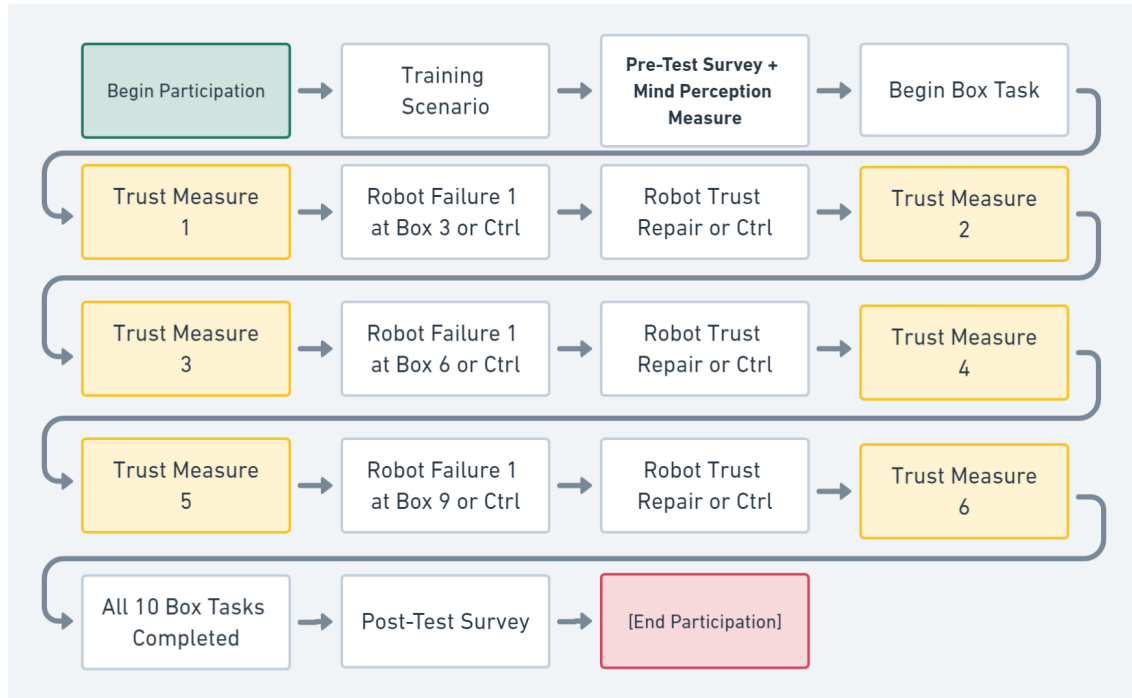 Begin Participation
Training
Scenario
Pre-Test Survey +
Mind Perception
Measure
Begin Box Task
Trust Measure
1
Robot Failure 1
at Box 3 or Ctrl
Robot Trust
Repair or Ctrl
Trust Measure
2
Trust Measure
3
Robot Failure 1
at Box 6 or Ctrl
Robot Trust
Repair or Ctrl
Trust Measure
4
Trust Measure
5
Robot Failure 1
at Box 9 or Ctrl
Robot Trust
Repair or Ctrl
Trust Measure
6
All 10 Box Tasks
Completed
Post-Test Survey
[End Participation]